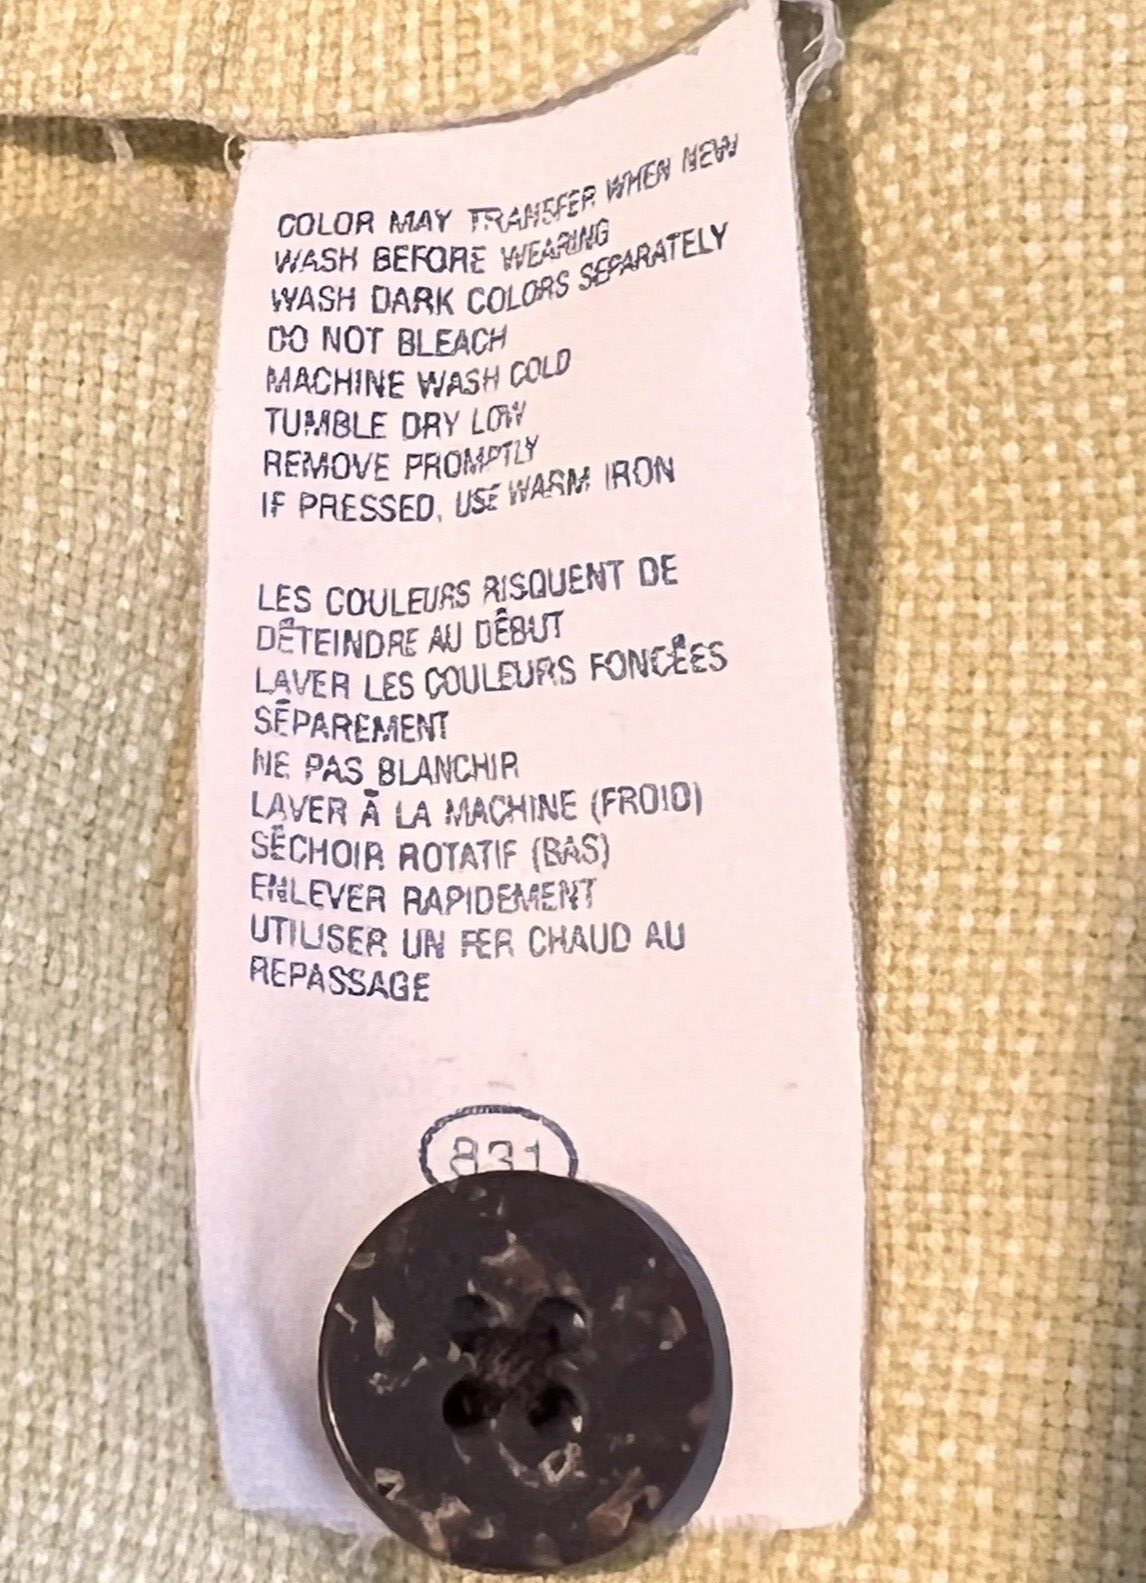 COLOR MAY TRANSFER WHEN NEW
WASH BEFORE WEARING
WASH DARK COLORS SEPARATELY
DO NOT BLEACH
MACHINE WASH COLD
TUMBLE DRY LOW
REMOVE PROMPTLY
IF PRESSED, USE WARM IRON
LES COULEURS RISQUENT DE
DÉTEINDRE AU DÉBUT
LAVER LES COULEURS FONCÉES
SÉPAREMENT
NE PAS BLANCHIR
LAVER À LA MACHINE (FROID)
SÉCHOIR ROTATIF (BAS)
ENLEVER RAPIDEMENT
UTILISER UN FER CHAUD AU
REPASSAGE
831